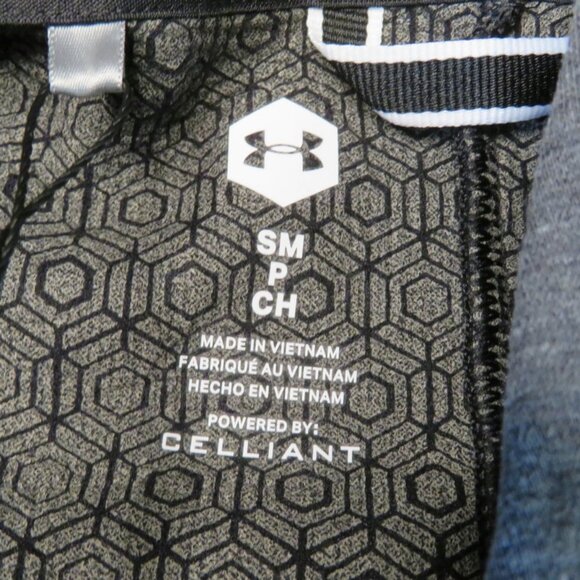 SM
P
CH
MADE IN VIETNAM
FABRIQUÉ AU VIETNAM
HECHO EN VIETNAM
POWERED BY:
CELLIANT